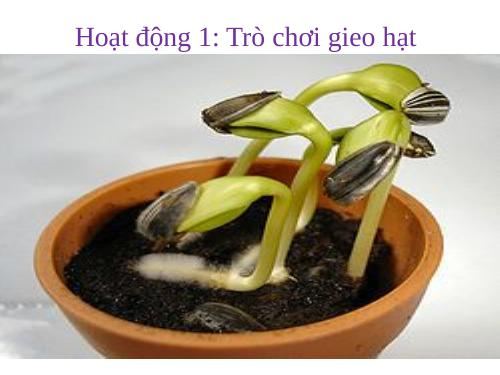 Hoạt động 1: Trò chơi gieo hạt